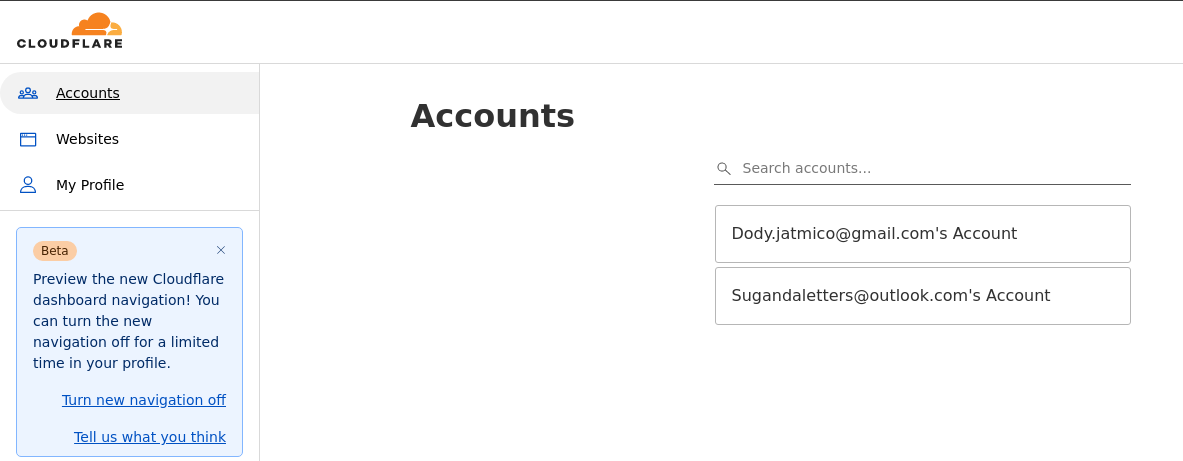 CLOUDFLARE
Accounts
Websites
My Profile
Beta
Preview the new Cloudflare
dashboard navigation! You
can turn the new
navigation off for a limited
time in your profile.
Turn new navigation off
Tell us what you think
Accounts
Search accounts...
Dody.jatmico@gmail.com's Account
Sugandaletters@outlook.com's Account